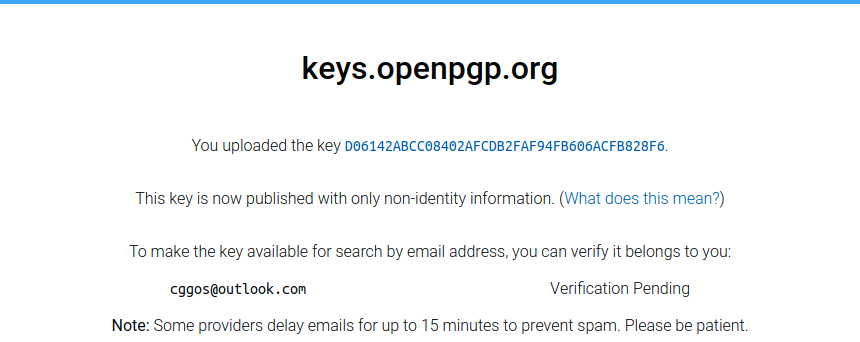 keys.openpgp.org
You uploaded the key D06142ABCC08402AFCDB2FAF94FB606ACFB828F6.
This key is now published with only non-identity information. (What does this mean?)
To make the key available for search by email address, you can verify it belongs to you:
cggos@outlook.com Verification Pending
Note: Some providers delay emails for up to 15 minutes to prevent spam. Please be patient.